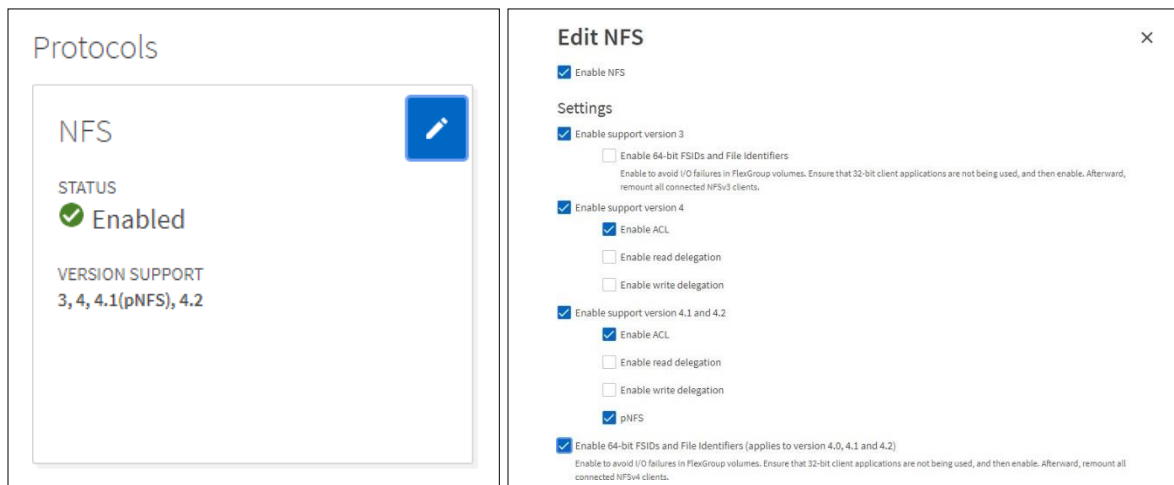 Protocols
NFS
STATUS
Enabled
VERSION SUPPORT
3, 4, 4.1(pNFS), 4.2
Edit NFS
Enable NFS
Settings
Enable support version 3
Enable 64-bit FSIDs and File Identifiers
Enable to avoid I/O failures in FlexGroup volumes. Ensure that 32-bit client applications are not being used, and then enable. Afterward,
remount all connected NFSv3 clients.
Enable support version 4
Enable ACL
Enable read delegation
Enable write delegation
Enable support version 4.1 and 4.2
Enable ACL
Enable read delegation
Enable write delegation
pNFS
Enable 64-bit FSIDs and File Identifiers (applies to version 4.0, 4.1 and 4.2)
Enable to avoid I/O failures in FlexGroup volumes. Ensure that 32-bit client applications are not being used, and then enable. Afterward, remount all
connected NFSv4 clients.